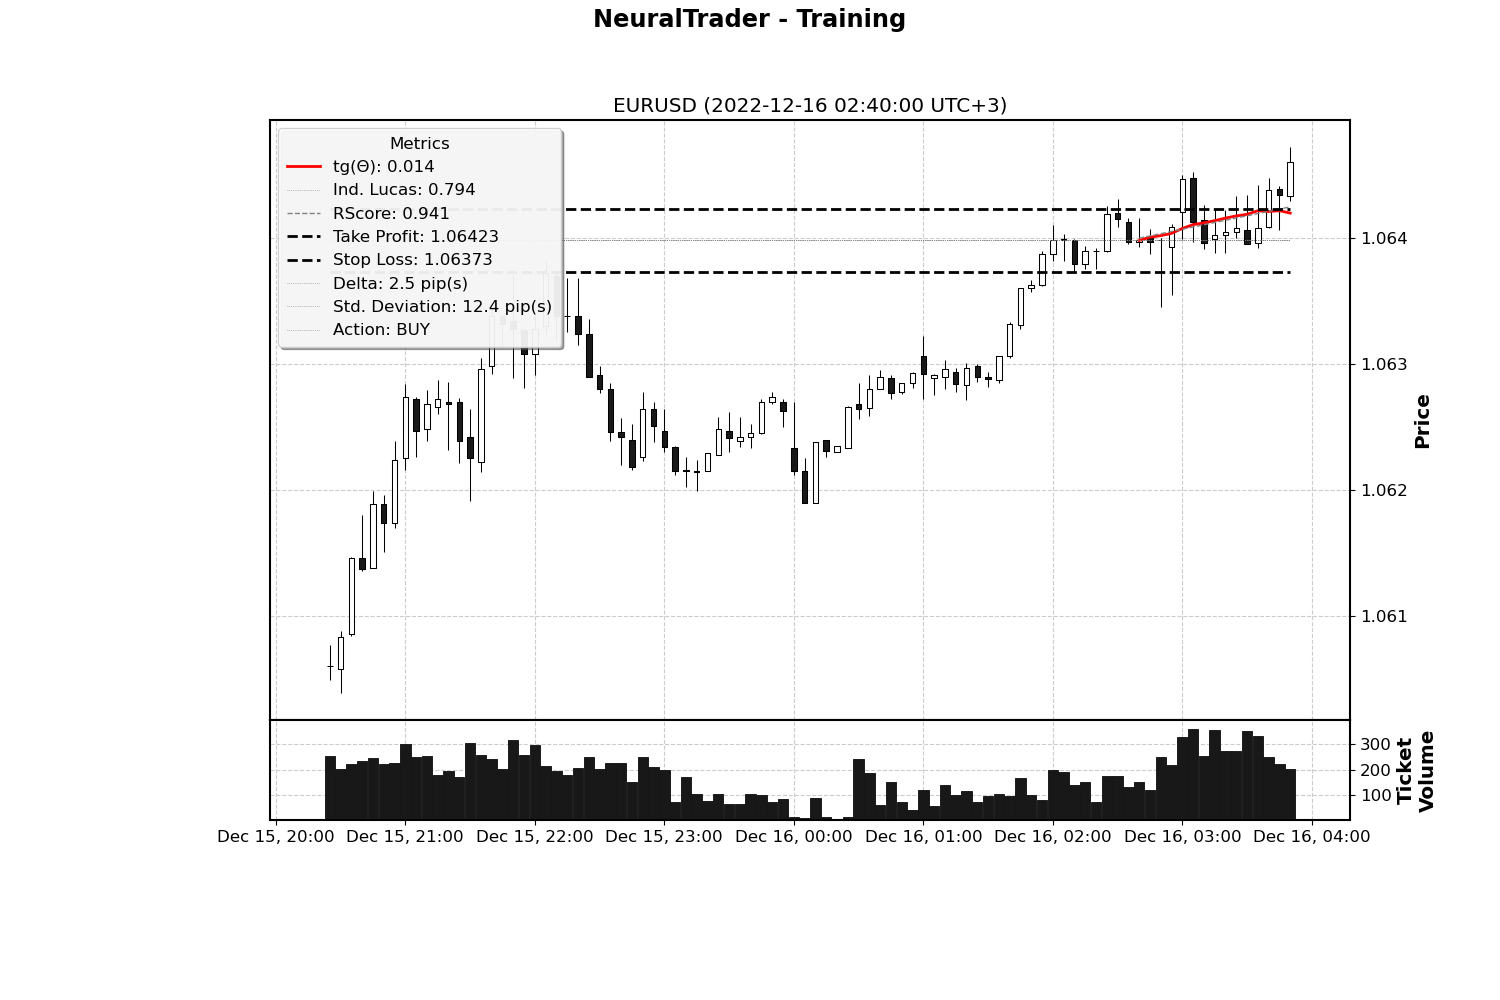 NeuralTrader - Training
EURUSD (2022-12-16 02:40:00 UTC+3)
Metrics
tg(Θ): 0.014
Ind. Lucas: 0.794
RScore: 0.941
Take Profit: 1.06423
Stop Loss: 1.06373
Delta: 2.5 pip(s)
Std. Deviation: 12.4 pip(s)
Action: BUY
1.064
1.063
1.062
1.061
Price
300
200
100
Ticket
Volume
Dec 15, 20:00 Dec 15, 21:00 Dec 15, 22:00 Dec 15, 23:00 Dec 16, 00:00 Dec 16, 01:00 Dec 16, 02:00 Dec 16, 03:00 Dec 16, 04:00